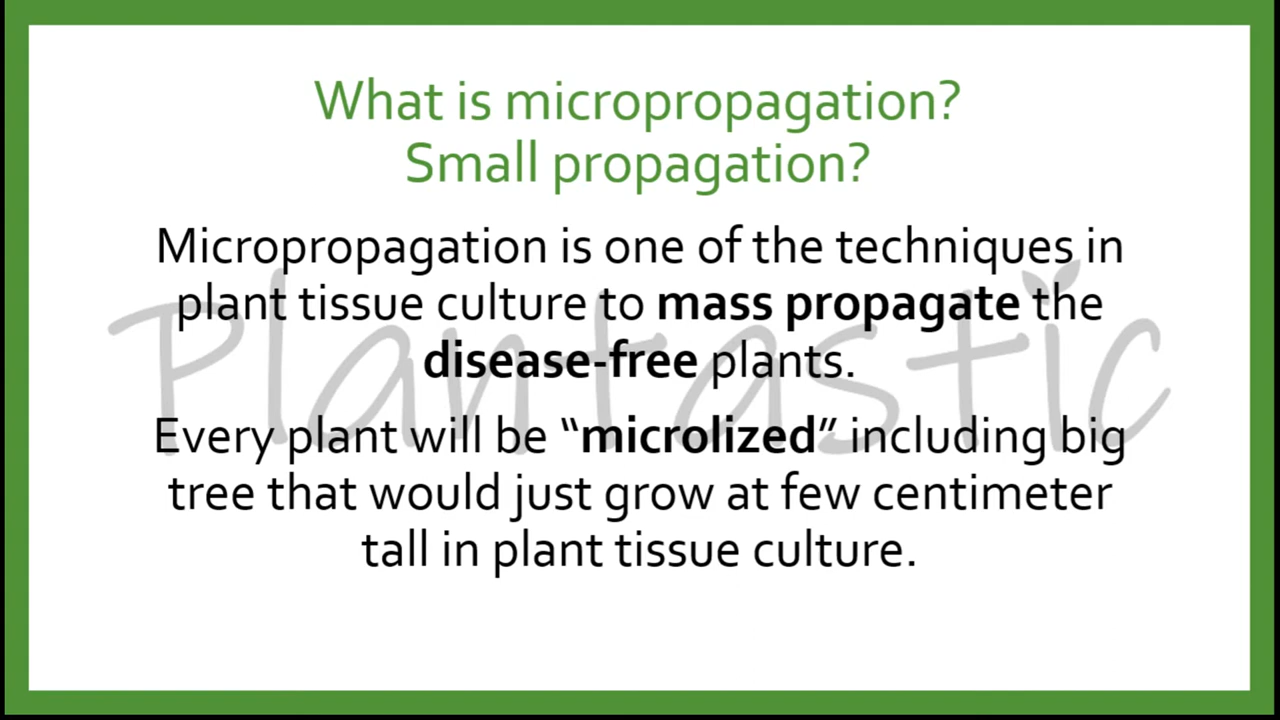 What is micropropagation?
Small propagation?
Micropropagation is one of the techniques in
plant tissue culture to mass propagate the
disease-free plants.
Every plant will be “microlized” including big
tree that would just grow at few centimeter
tall in plant tissue culture.
Plantastic